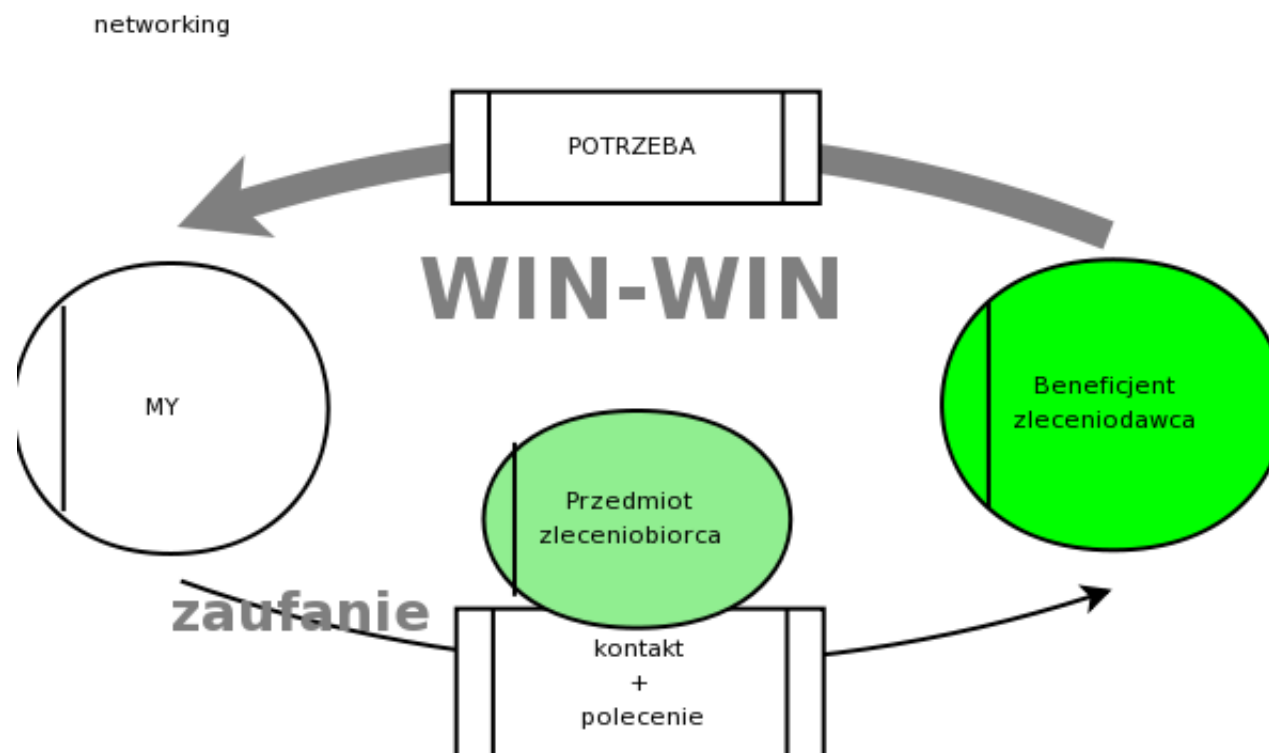 networking
POTRZEBA
WIN-WIN
MY
Beneficjent
zleceniodawca
Przedmiot
zleceniobiorca
zaufanie
kontakt
+
polecenie